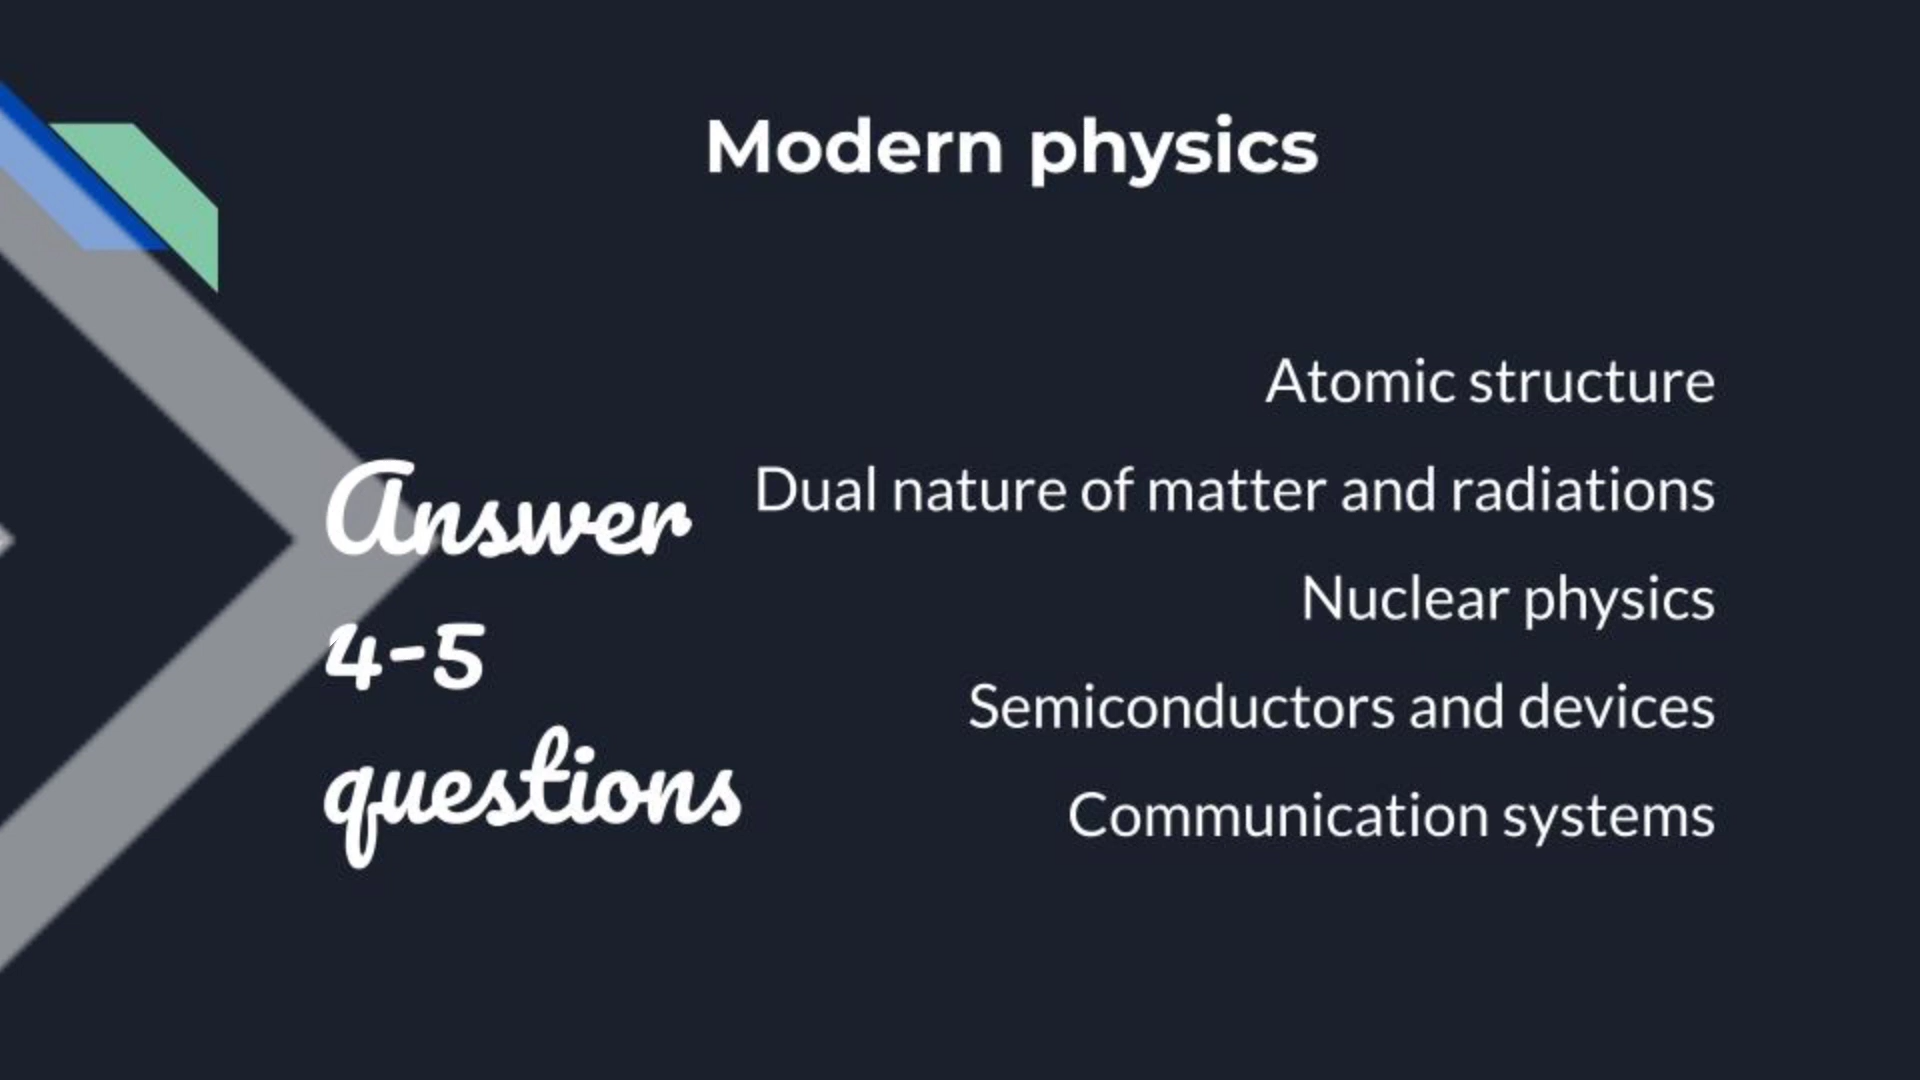 Modern physics
Answer
4-5
questions
Atomic structure
Dual nature of matter and radiations
Nuclear physics
Semiconductors and devices
Communication systems